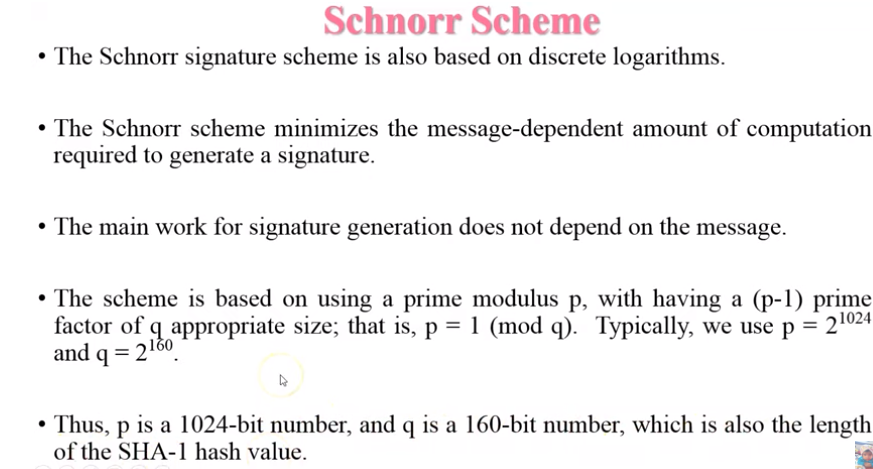 Schnorr Scheme
• The Schnorr signature scheme is also based on discrete logarithms.
• The Schnorr scheme minimizes the message-dependent amount of computation
required to generate a signature.
• The main work for signature generation does not depend on the message.
• The scheme is based on using a prime modulus p, with having a (p-1) prime
factor of q appropriate size; that is, p = 1 (mod q). Typically, we use p = 2¹⁰²⁴
and q = 2¹⁶⁰.
• Thus, p is a 1024-bit number, and q is a 160-bit number, which is also the length
of the SHA-1 hash value.